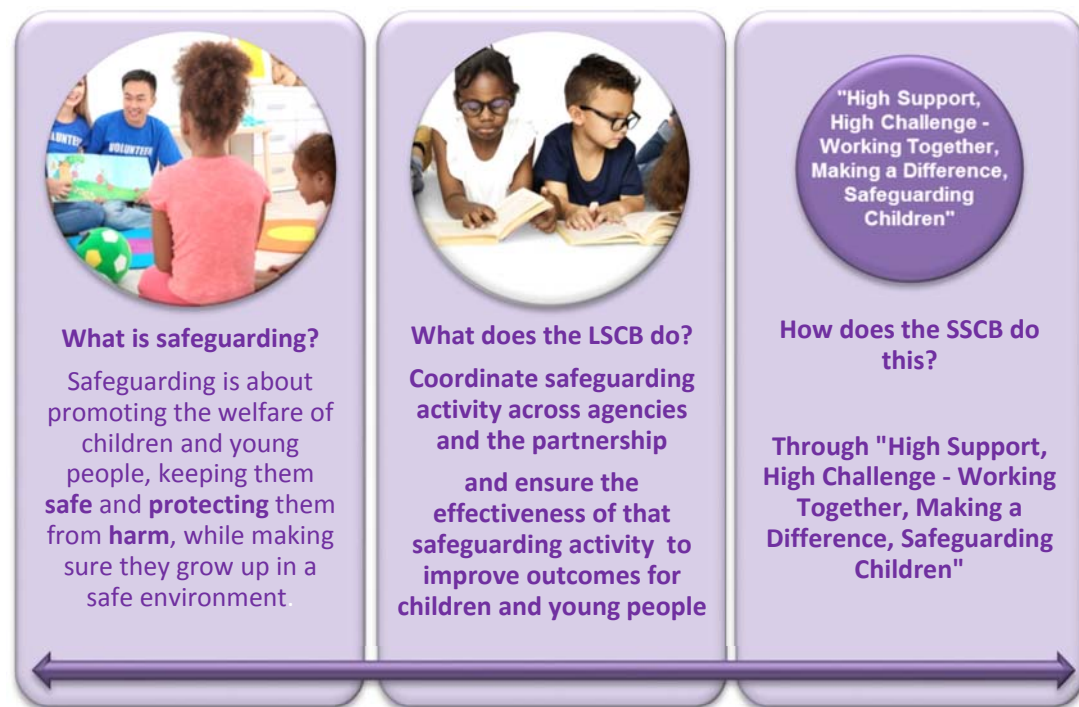 VOLUNTEER
"High Support,
High Challenge -
Working Together,
Making a Difference,
Safeguarding
Children"
What is safeguarding?
Safeguarding is about
promoting the welfare of
children and young
people, keeping them
safe and protecting them
from harm, while making
sure they grow up in a
safe environment.
What does the LSCB do?
Coordinate safeguarding
activity across agencies
and the partnership
and ensure the
effectiveness of that
safeguarding activity to
improve outcomes for
children and young people
How does the SSCB do
this?
Through "High Support,
High Challenge - Working
Together, Making a
Difference, Safeguarding
Children"